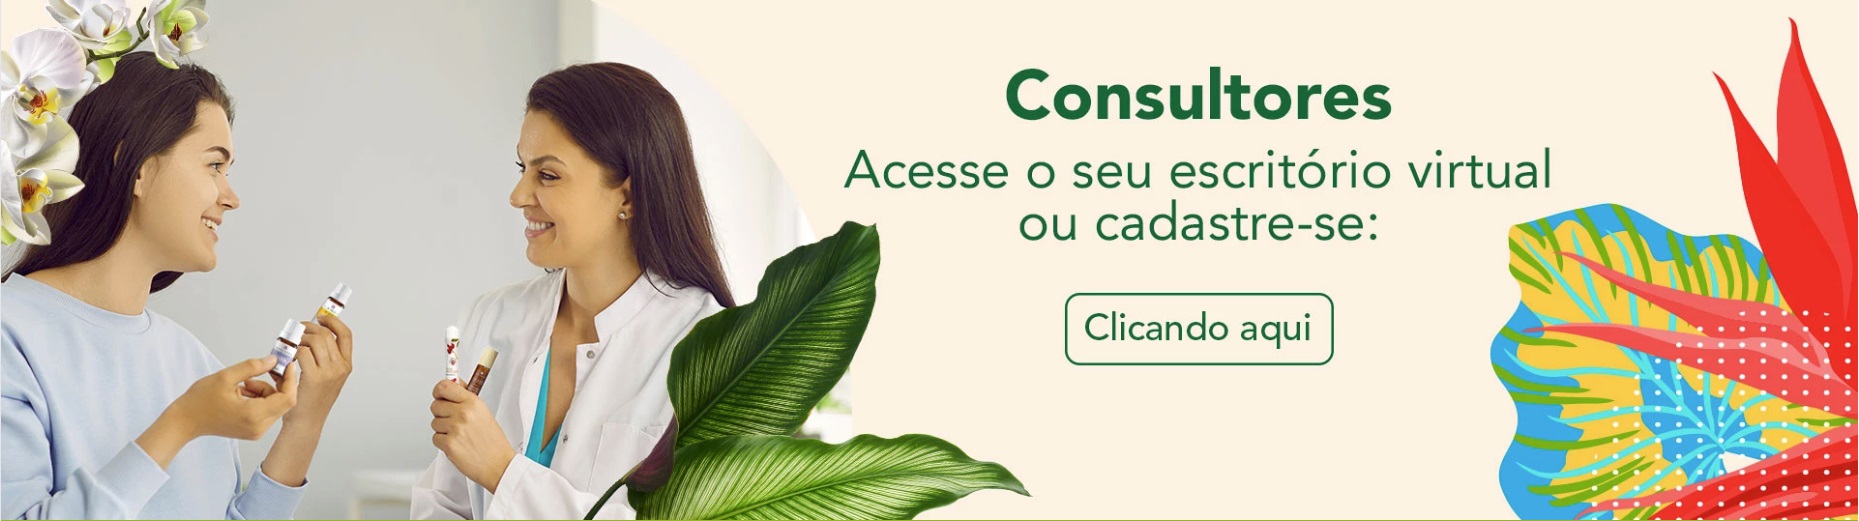 Consultores
Acesse o seu escritório virtual
ou cadastre-se:
Clicando aqui